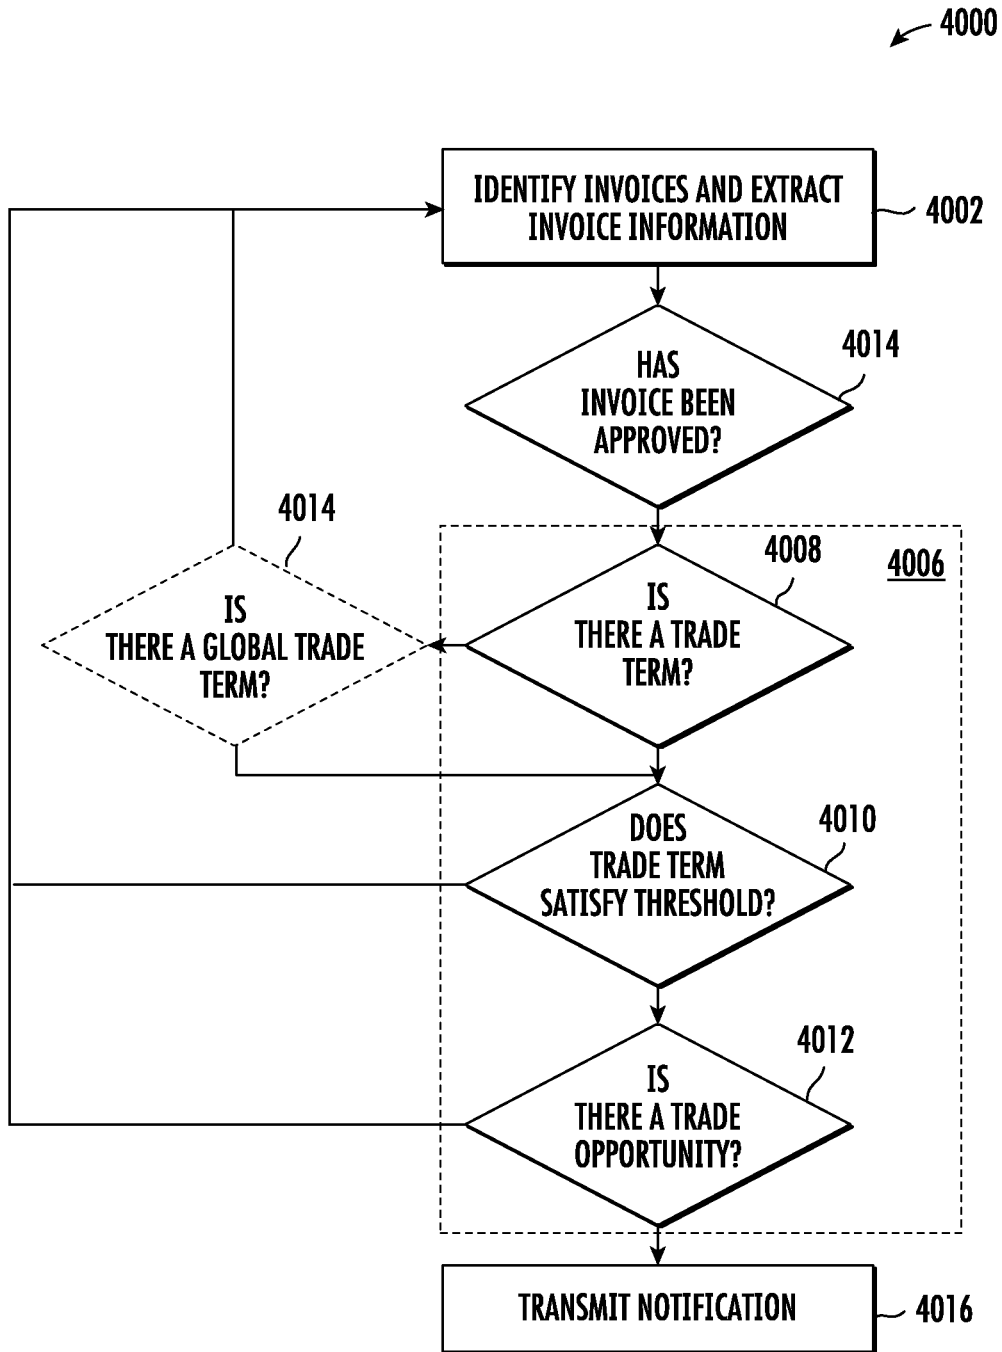 4000
IDENTIFY INVOICES AND EXTRACT
INVOICE INFORMATION
4002
HAS
INVOICE BEEN
APPROVED?
4014
4014
IS
THERE A GLOBAL TRADE
TERM?
4006
4008
IS
THERE A TRADE
TERM?
4010
DOES
TRADE TERM
SATISFY THRESHOLD?
4012
IS
THERE A TRADE
OPPORTUNITY?
TRANSMIT NOTIFICATION
4016